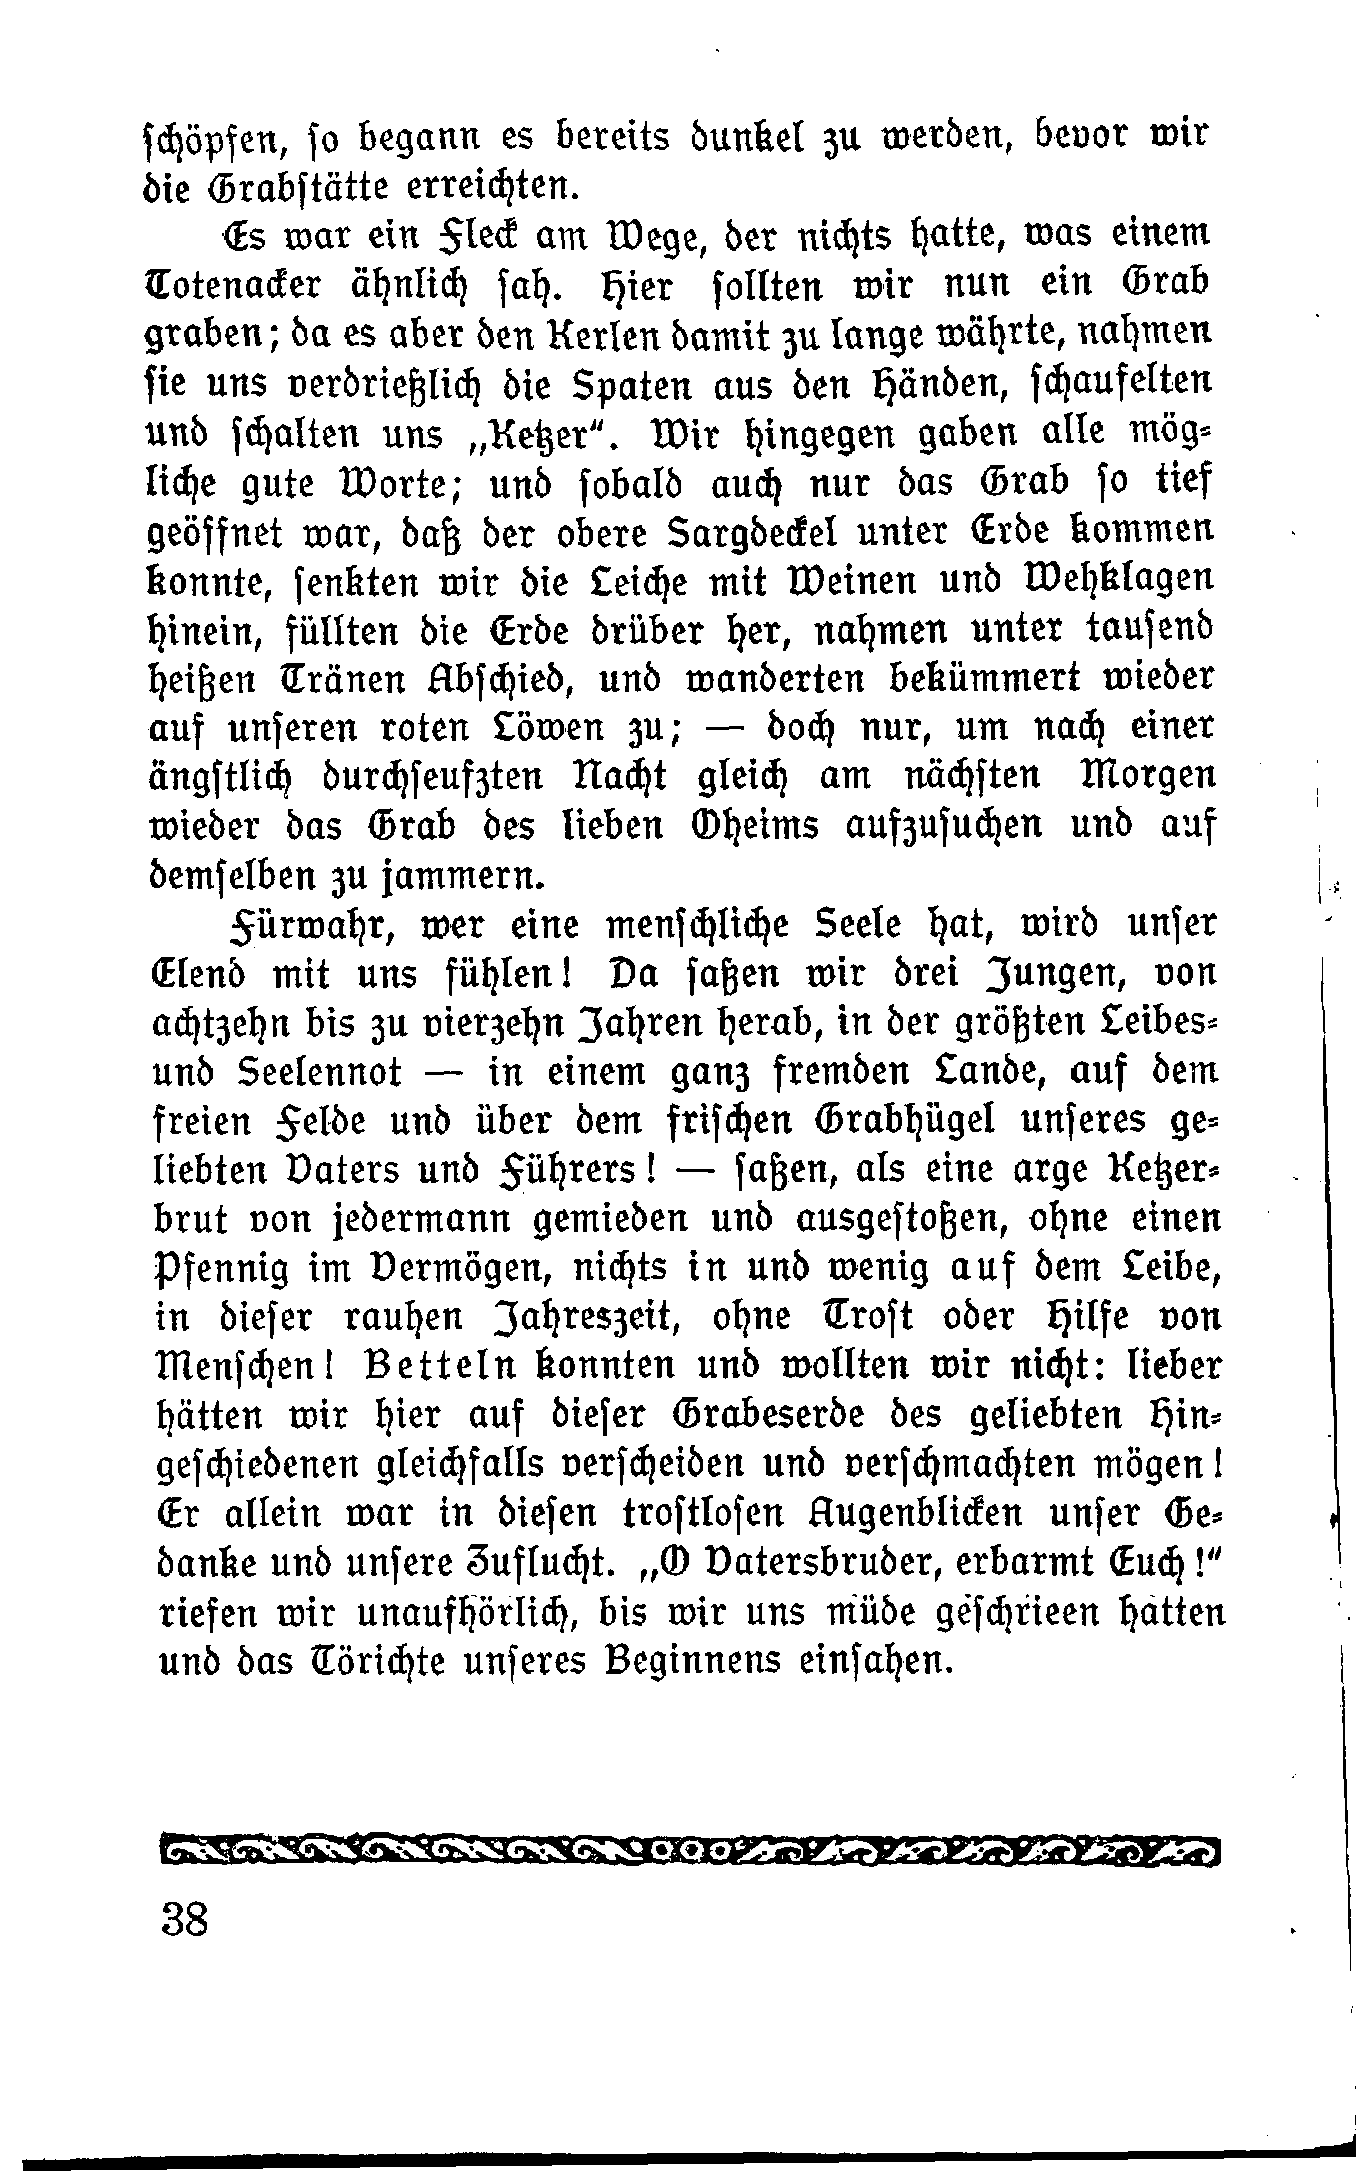 schöpfen, so begann es bereits dunkel zu werden, bevor wir
die Grabstätte erreichten.
Es war ein Fleck am Wege, der nichts hatte, was einem
Totenacker ähnlich sah. Hier sollten wir nun ein Grab
graben; da es aber den Kerlen damit zu lange währte, nahmen
sie uns verdrießlich die Spaten aus den Händen, schaufelten
und schalten uns „Ketzer“. Wir hingegen gaben alle mög-
liche gute Worte; und sobald auch nur das Grab so tief
geöffnet war, daß der obere Sargdeckel unter Erde kommen
konnte, senkten wir die Leiche mit Weinen und Wehklagen
hinein, füllten die Erde drüber her, nahmen unter tausend
heißen Tränen Abschied, und wanderten bekümmert wieder
auf unseren roten Löwen zu; — doch nur, um nach einer
ängstlich durchseufzten Nacht gleich am nächsten Morgen
wieder das Grab des lieben Oheims aufzusuchen und auf
demselben zu jammern.
Fürwahr, wer eine menschliche Seele hat, wird unser
Elend mit uns fühlen! Da saßen wir drei Jungen, von
achtzehn bis zu vierzehn Jahren herab, in der größten Leibes-
und Seelennot — in einem ganz fremden Lande, auf dem
freien Felde und über dem frischen Grabhügel unseres ge-
liebten Vaters und Führers! — saßen, als eine arge Ketzer-
brut von jedermann gemieden und ausgestoßen, ohne einen
Pfennig im Vermögen, nichts in und wenig auf dem Leibe,
in dieser rauhen Jahreszeit, ohne Trost oder Hilfe von
Menschen! Betteln konnten und wollten wir nicht: lieber
hätten wir hier auf dieser Grabeserde des geliebten Hin-
geschiedenen gleichfalls verscheiden und verschmachten mögen!
Er allein war in diesen trostlosen Augenblicken unser Ge-
danke und unsere Zuflucht. „O Vatersbruder, erbarmt Euch!“
riefen wir unaufhörlich, bis wir uns müde geschrieen hatten
und das Törichte unseres Beginnens einsahen.
38